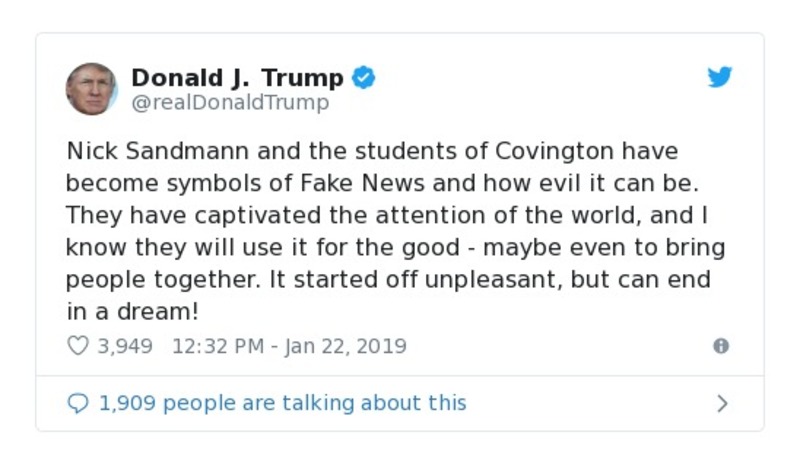 Donald J. Trump
@realDonaldTrump
Nick Sandmann and the students of Covington have
become symbols of Fake News and how evil it can be.
They have captivated the attention of the world, and I
know they will use it for the good - maybe even to bring
people together. It started off unpleasant, but can end
in a dream!
3,949 12:32 PM - Jan 22, 2019
1,909 people are talking about this